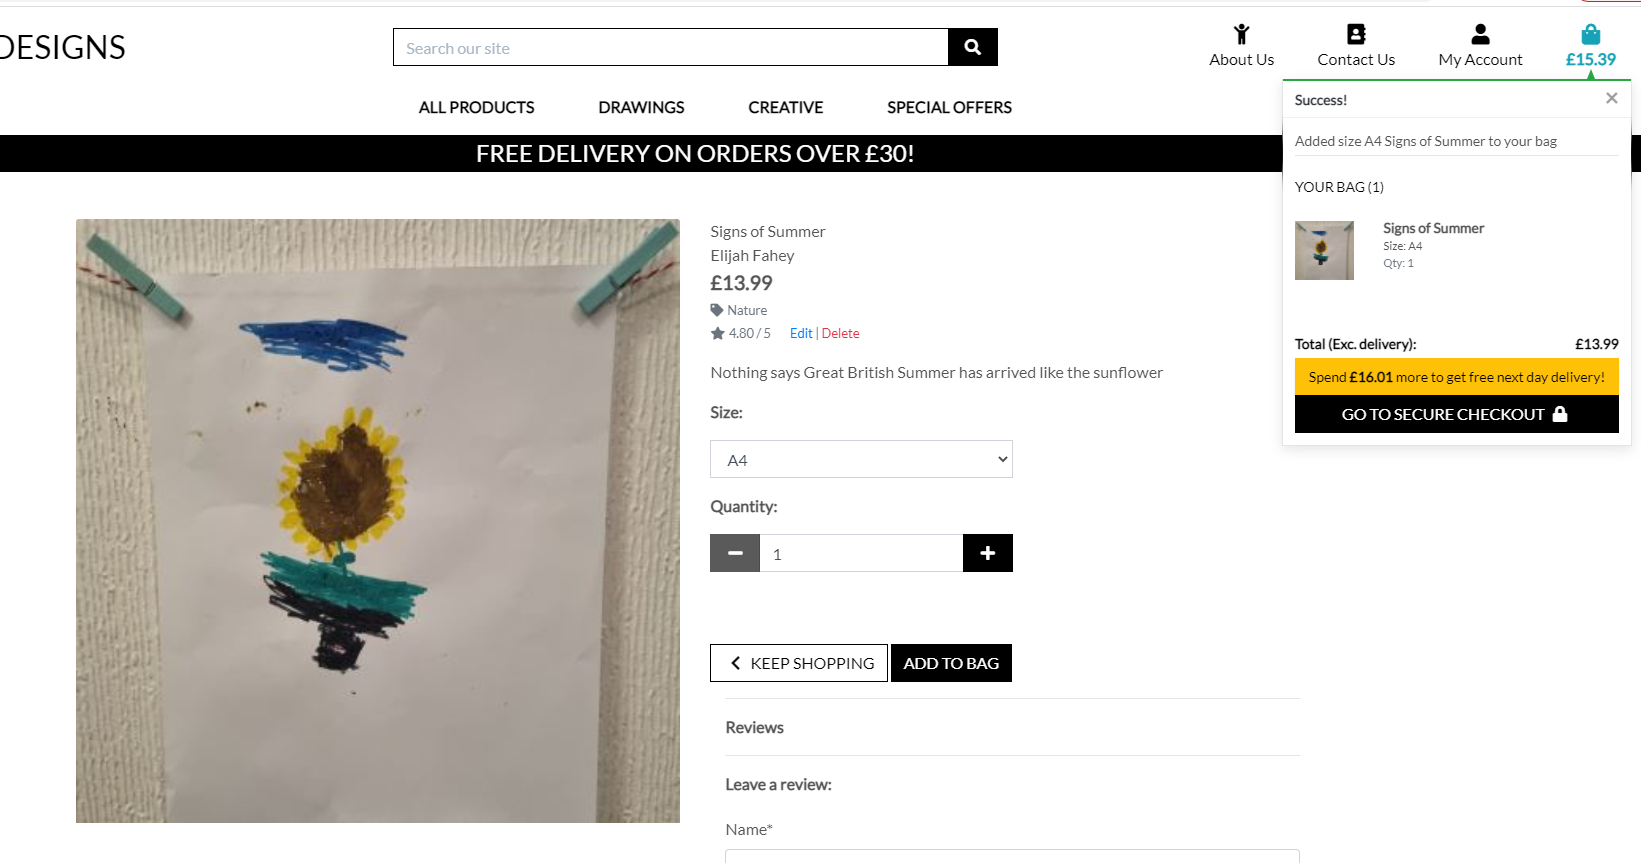 DESIGNS
Search our site
About Us
Contact Us
My Account
£15.39
ALL PRODUCTS
DRAWINGS
CREATIVE
SPECIAL OFFERS
FREE DELIVERY ON ORDERS OVER £30!
Success!
×
Added size A4 Signs of Summer to your bag
YOUR BAG (1)
Signs of Summer
Size: A4
Qty: 1
Total (Exc. delivery): £13.99
Spend £16.01 more to get free next day delivery!
GO TO SECURE CHECKOUT
Signs of Summer
Elijah Fahey
£13.99
Nature
4.80 / 5 Edit | Delete
Nothing says Great British Summer has arrived like the sunflower
Size:
A4
Quantity:
1
KEEP SHOPPING
ADD TO BAG
Reviews
Leave a review:
Name*